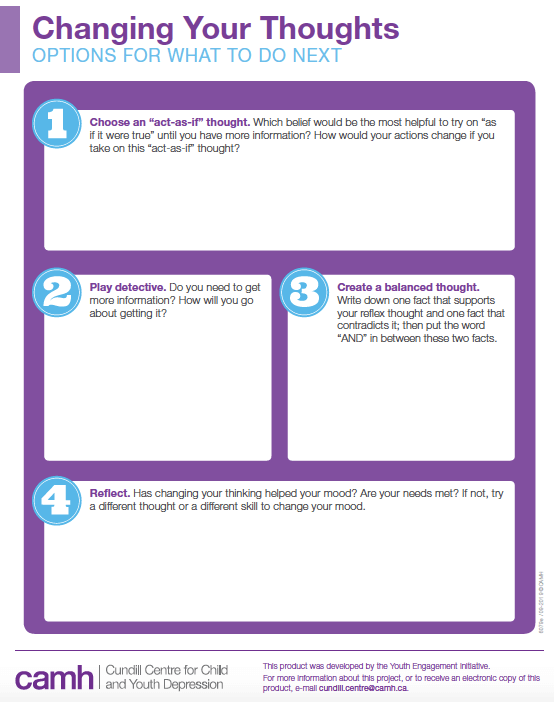 Changing Your Thoughts
OPTIONS FOR WHAT TO DO NEXT
1
Choose an “act-as-if” thought. Which belief would be the most helpful to try on “as
if it were true” until you have more information? How would your actions change if you
take on this “act-as-if” thought?
2
Play detective. Do you need to get
more information? How will you go
about getting it?
3
Create a balanced thought.
Write down one fact that supports
your reflex thought and one fact that
contradicts it; then put the word
“AND” in between these two facts.
4
Reflect. Has changing your thinking helped your mood? Are your needs met? If not, try
a different thought or a different skill to change your mood.
camh
Cundill Centre for Child
and Youth Depression
This product was developed by the Youth Engagement Initiative.
For more information about this project, or to receive an electronic copy of this
product, e-mail cundill.centre@camh.ca.